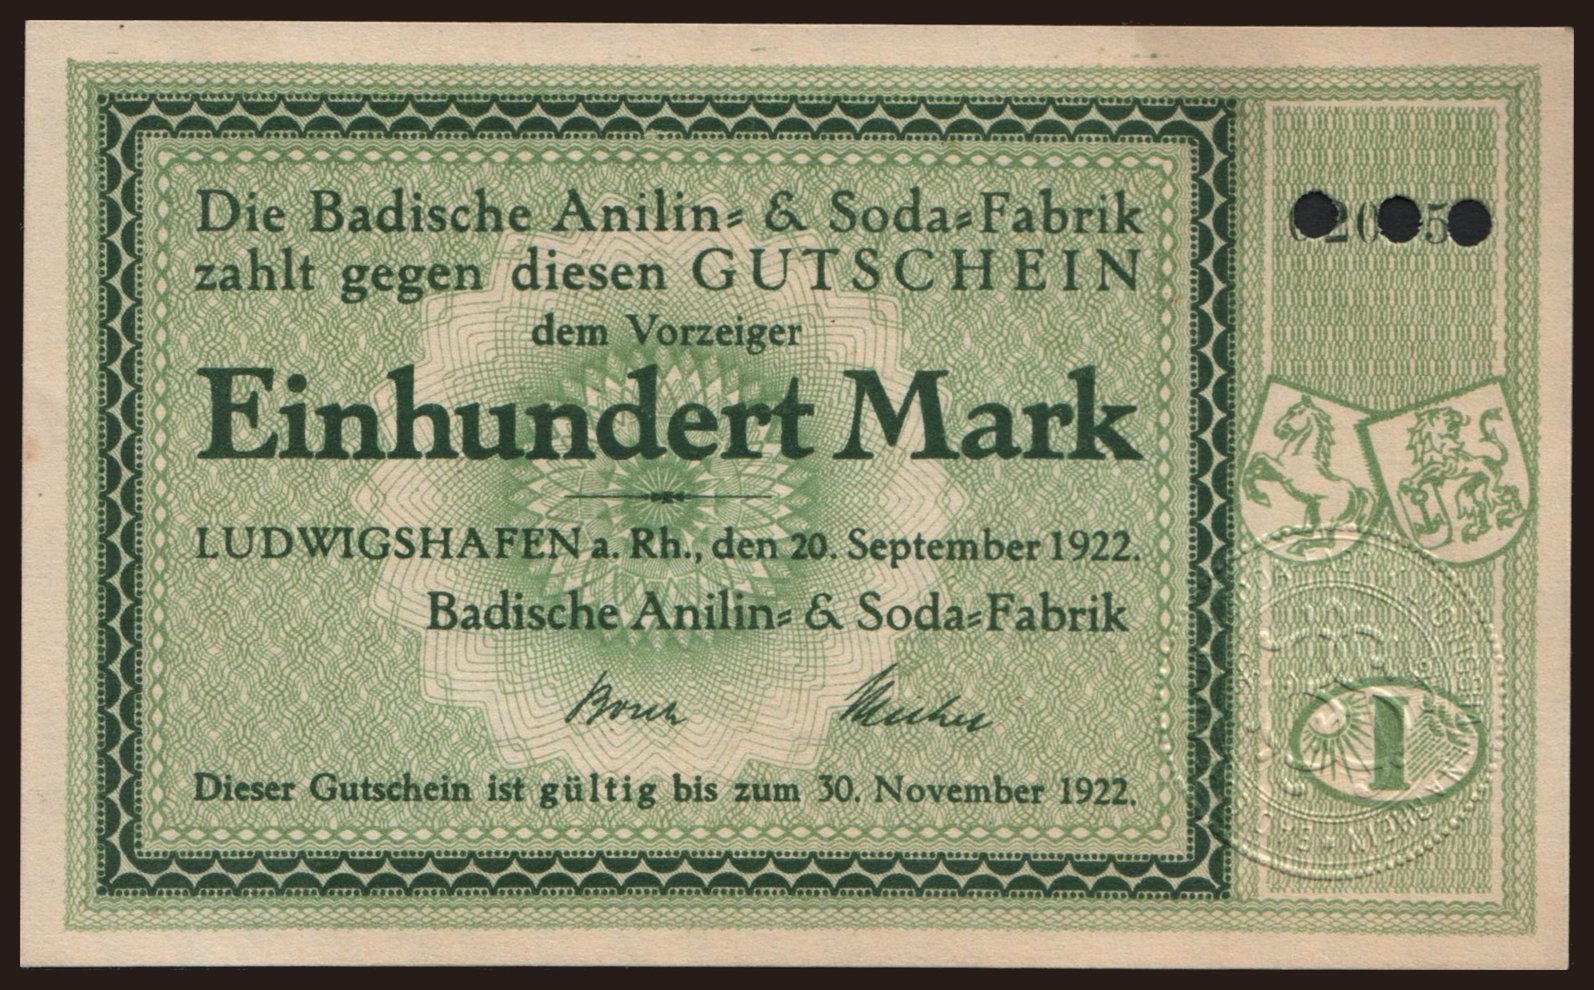 Die Badische Anilin= & Soda=Fabrik
zahlt gegen diesen GUTSCHEIN
dem Vorzeiger
Einhundert Mark
LUDWIGSHAFEN a. Rh., den 20. September 1922.
Badische Anilin= & Soda=Fabrik
Dieser Gutschein ist gültig bis zum 30. November 1922.
I